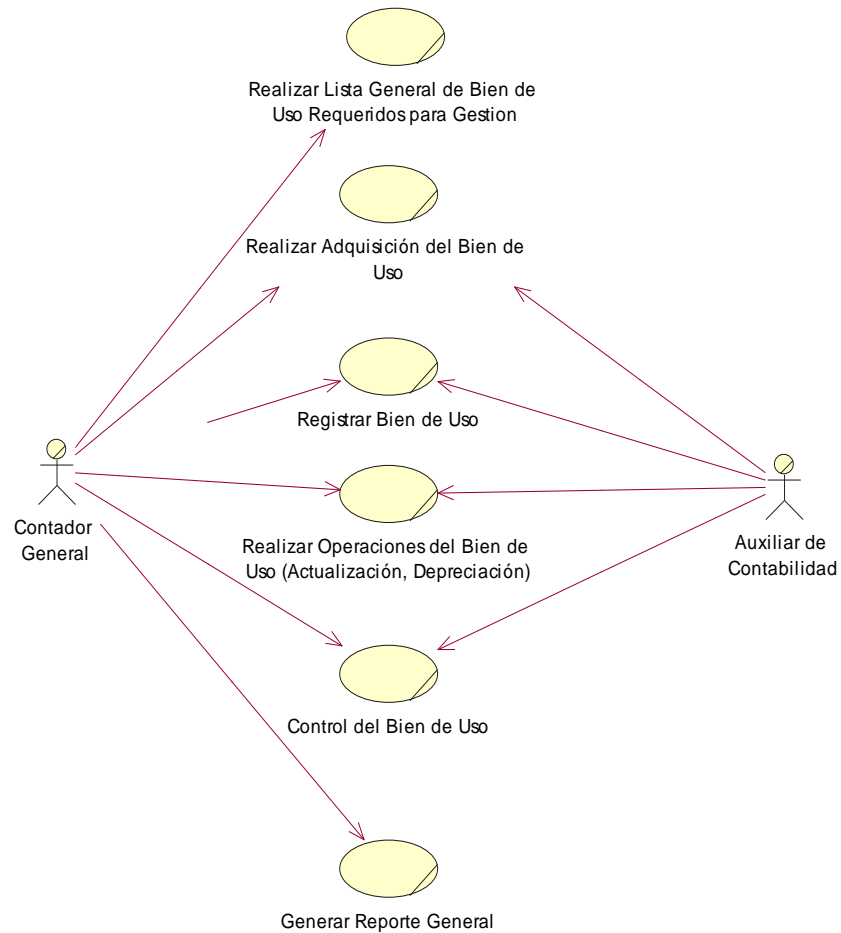 Realizar Lista General de Bien de
Uso Requeridos para Gestion
Realizar Adquisición del Bien de
Uso
Registrar Bien de Uso
Contador
General
Realizar Operaciones del Bien de
Uso (Actualización, Depreciación)
Auxiliar de
Contabilidad
Control del Bien de Uso
Generar Reporte General